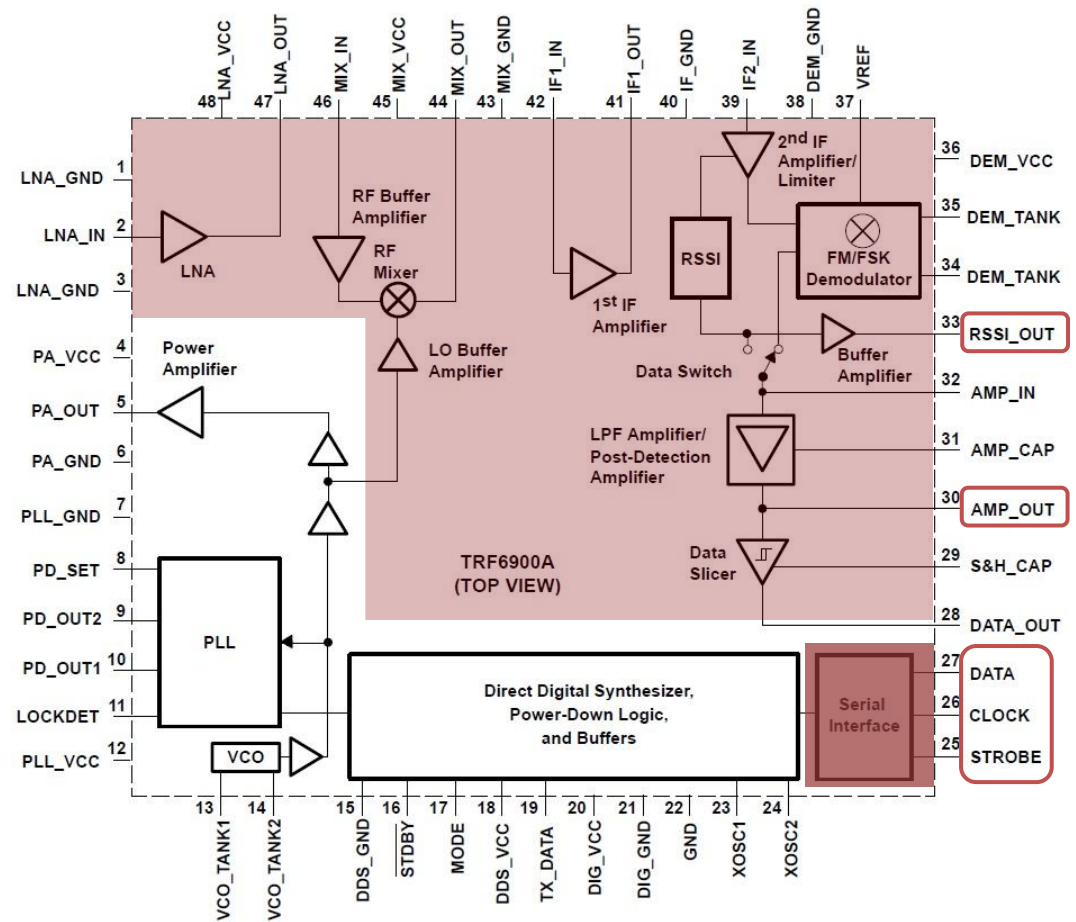 48
LNA_VCC
47
LNA_OUT
46
MIX_IN
45
MIX_VCC
44
MIX_OUT
43
MIX_GND
42
IF1_IN
41
IF1_OUT
40
IF_GND
39
IF2_IN
38
DEM_GND
37
VREF
LNA_GND 1
LNA_IN 2
LNA_GND 3
PA_VCC 4
PA_OUT 5
PA_GND 6
PLL_GND 7
PD_SET 8
PD_OUT2 9
PD_OUT1 10
LOCKDET 11
PLL_VCC 12
LNA
RF Buffer
Amplifier
RF
Mixer
LO Buffer
Amplifier
Power
Amplifier
1st IF
Amplifier
2nd IF
Amplifier/
Limiter
RSSI
FM/FSK
Demodulator
Data Switch
Buffer
Amplifier
LPF Amplifier/
Post-Detection
Amplifier
Data
Slicer
TRF6900A
(TOP VIEW)
PLL
VCO
Direct Digital Synthesizer,
Power-Down Logic,
and Buffers
Serial
Interface
36 DEM_VCC
35 DEM_TANK
34 DEM_TANK
33 RSSI_OUT
32 AMP_IN
31 AMP_CAP
30 AMP_OUT
29 S&H_CAP
28 DATA_OUT
27 DATA
26 CLOCK
25 STROBE
13
VCO_TANK1
14
VCO_TANK2
15
DDS_GND
16
STDBY
17
MODE
18
DDS_VCC
19
TX_DATA
20
DIG_VCC
21
DIG_GND
22
GND
23
XOSC1
24
XOSC2